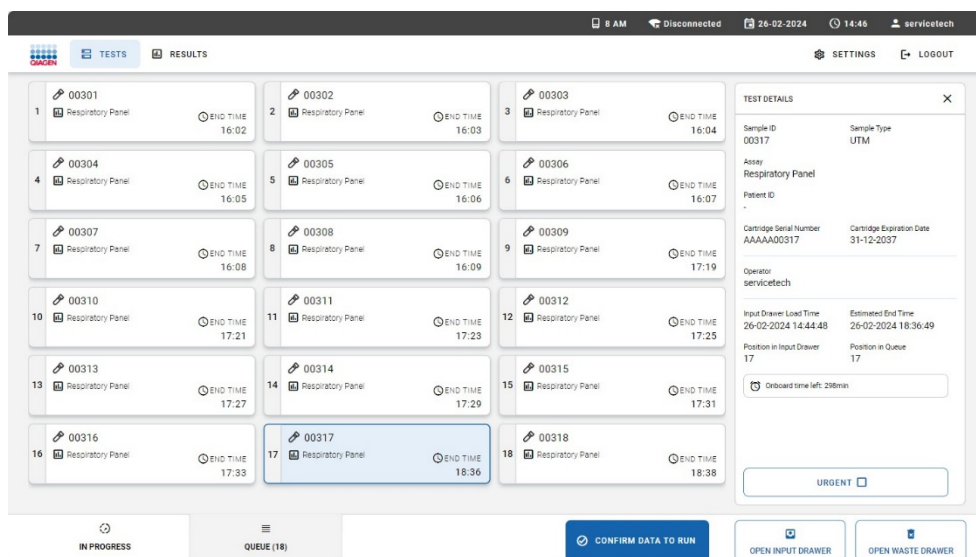 8 AM Disconnected 26-02-2024 14:46 servicetech
QIAGEN TESTS RESULTS SETTINGS LOGOUT
1 00301
Respiratory Panel
END TIME
16:02
2 00302
Respiratory Panel
END TIME
16:03
3 00303
Respiratory Panel
END TIME
16:04
4 00304
Respiratory Panel
END TIME
16:05
5 00305
Respiratory Panel
END TIME
16:06
6 00306
Respiratory Panel
END TIME
16:07
7 00307
Respiratory Panel
END TIME
16:08
8 00308
Respiratory Panel
END TIME
16:09
9 00309
Respiratory Panel
END TIME
17:19
10 00310
Respiratory Panel
END TIME
17:21
11 00311
Respiratory Panel
END TIME
17:23
12 00312
Respiratory Panel
END TIME
17:25
13 00313
Respiratory Panel
END TIME
17:27
14 00314
Respiratory Panel
END TIME
17:29
15 00315
Respiratory Panel
END TIME
17:31
16 00316
Respiratory Panel
END TIME
17:33
17 00317
Respiratory Panel
END TIME
18:36
18 00318
Respiratory Panel
END TIME
18:38
TEST DETAILS
Sample ID Sample Type
00317 UTM
Assay
Respiratory Panel
Patient ID
-
Cartridge Serial Number Cartridge Expiration Date
AAAAA00317 31-12-2037
Operator
servicetech
Input Drawer Load Time Estimated End Time
26-02-2024 14:44:48 26-02-2024 18:36:49
Position in Input Drawer Position in Queue
17 17
Onboard time left: 298min
URGENT
IN PROGRESS QUEUE (18) CONFIRM DATA TO RUN OPEN INPUT DRAWER OPEN WASTE DRAWER